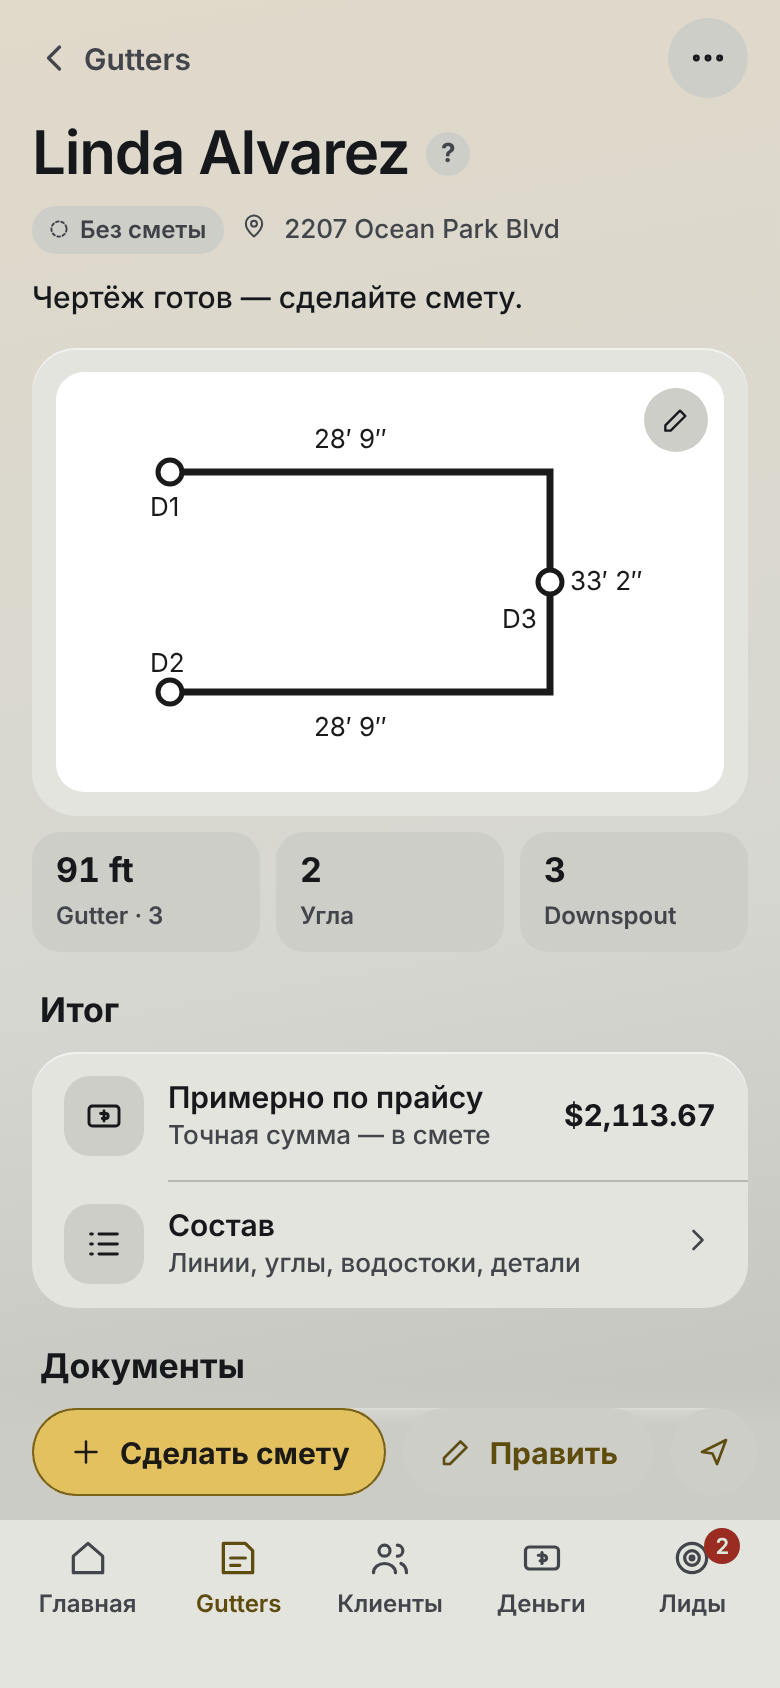 Gutters
Linda Alvarez ?
Без сметы 2207 Ocean Park Blvd
Чертёж готов — сделайте смету.
28′ 9″
D1
33′ 2″
D3
D2
28′ 9″
91 ft
Gutter · 3
2
Угла
3
Downspout
Итог
Примерно по прайсу
Точная сумма — в смете
$2,113.67
Состав
Линии, углы, водостоки, детали
Документы
Сделать смету
Править
Главная
Gutters
Клиенты
Деньги
2
Лиды